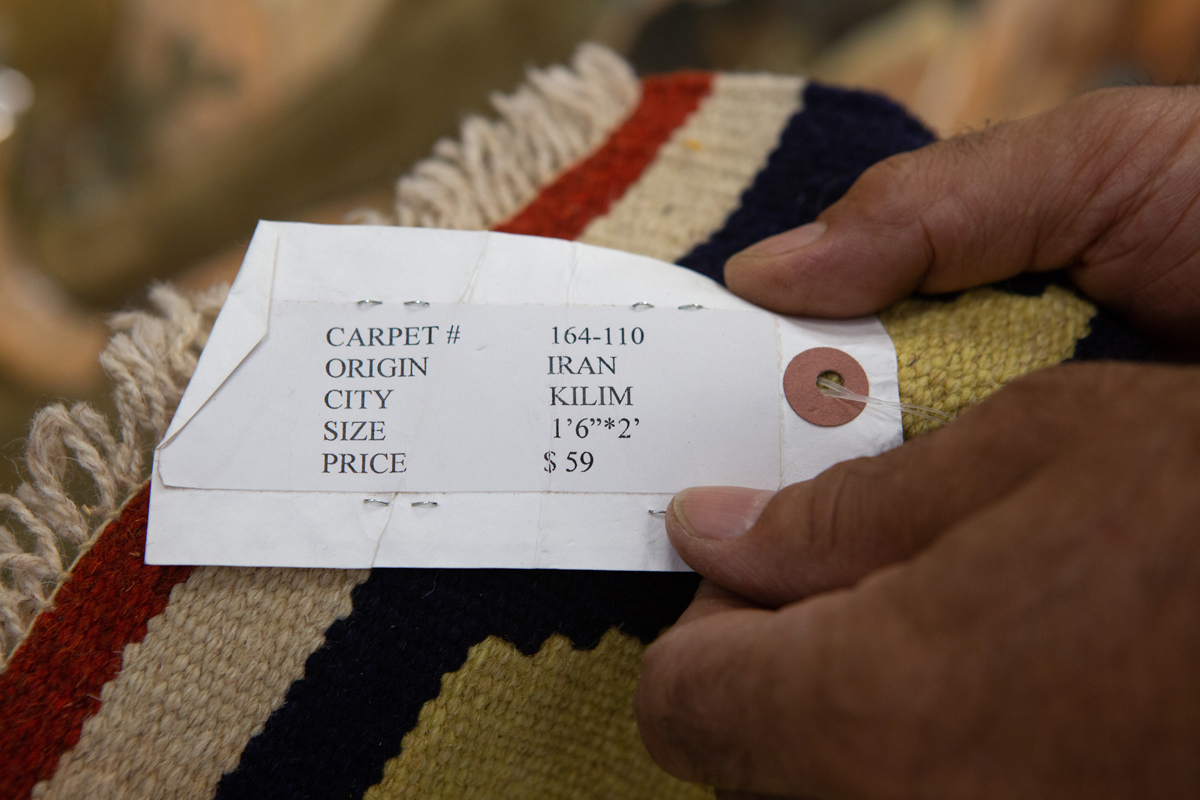 CARPET # 164-110
ORIGIN IRAN
CITY KILIM
SIZE 1’6”*2’
PRICE $ 59